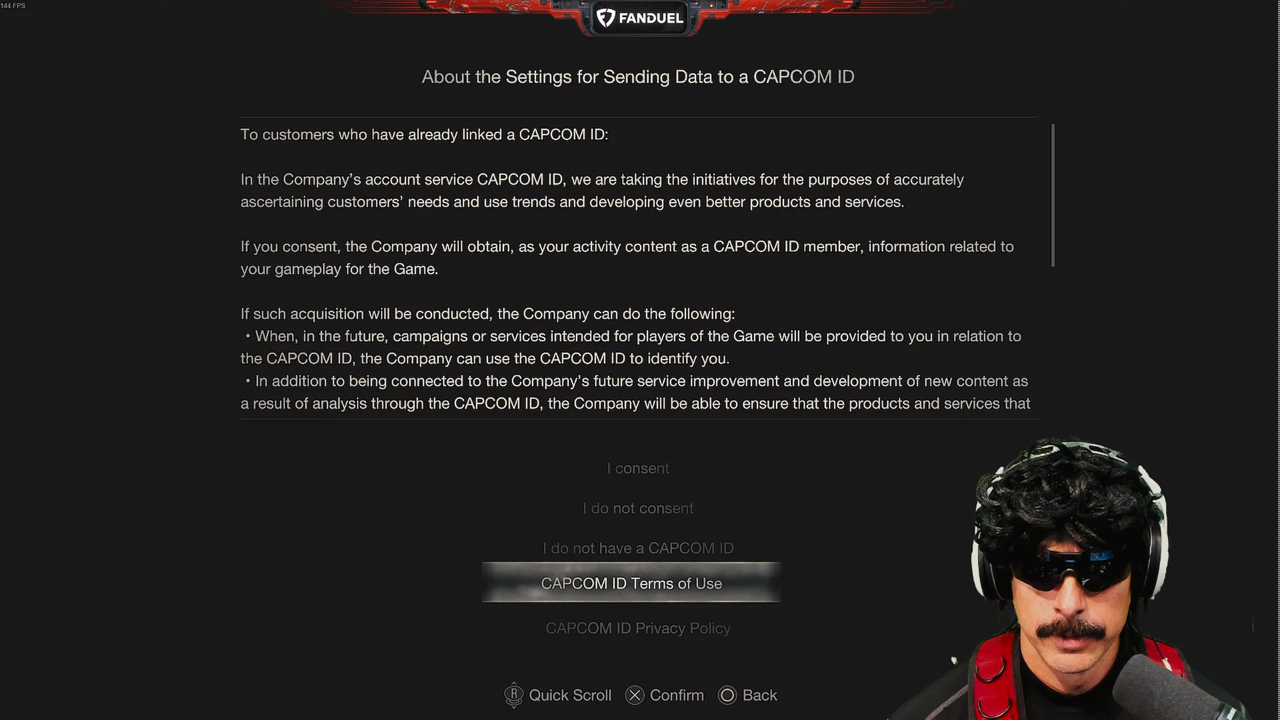 144 FPS
FANDUEL
About the Settings for Sending Data to a CAPCOM ID
To customers who have already linked a CAPCOM ID:
In the Company's account service CAPCOM ID, we are taking the initiatives for the purposes of accurately
ascertaining customers' needs and use trends and developing even better products and services.
If you consent, the Company will obtain, as your activity content as a CAPCOM ID member, information related to
your gameplay for the Game.
If such acquisition will be conducted, the Company can do the following:
・When, in the future, campaigns or services intended for players of the Game will be provided to you in relation to
the CAPCOM ID, the Company can use the CAPCOM ID to identify you.
・In addition to being connected to the Company's future service improvement and development of new content as
a result of analysis through the CAPCOM ID, the Company will be able to ensure that the products and services that
I consent
I do not consent
I do not have a CAPCOM ID
CAPCOM ID Terms of Use
CAPCOM ID Privacy Policy
R Quick Scroll Confirm Back